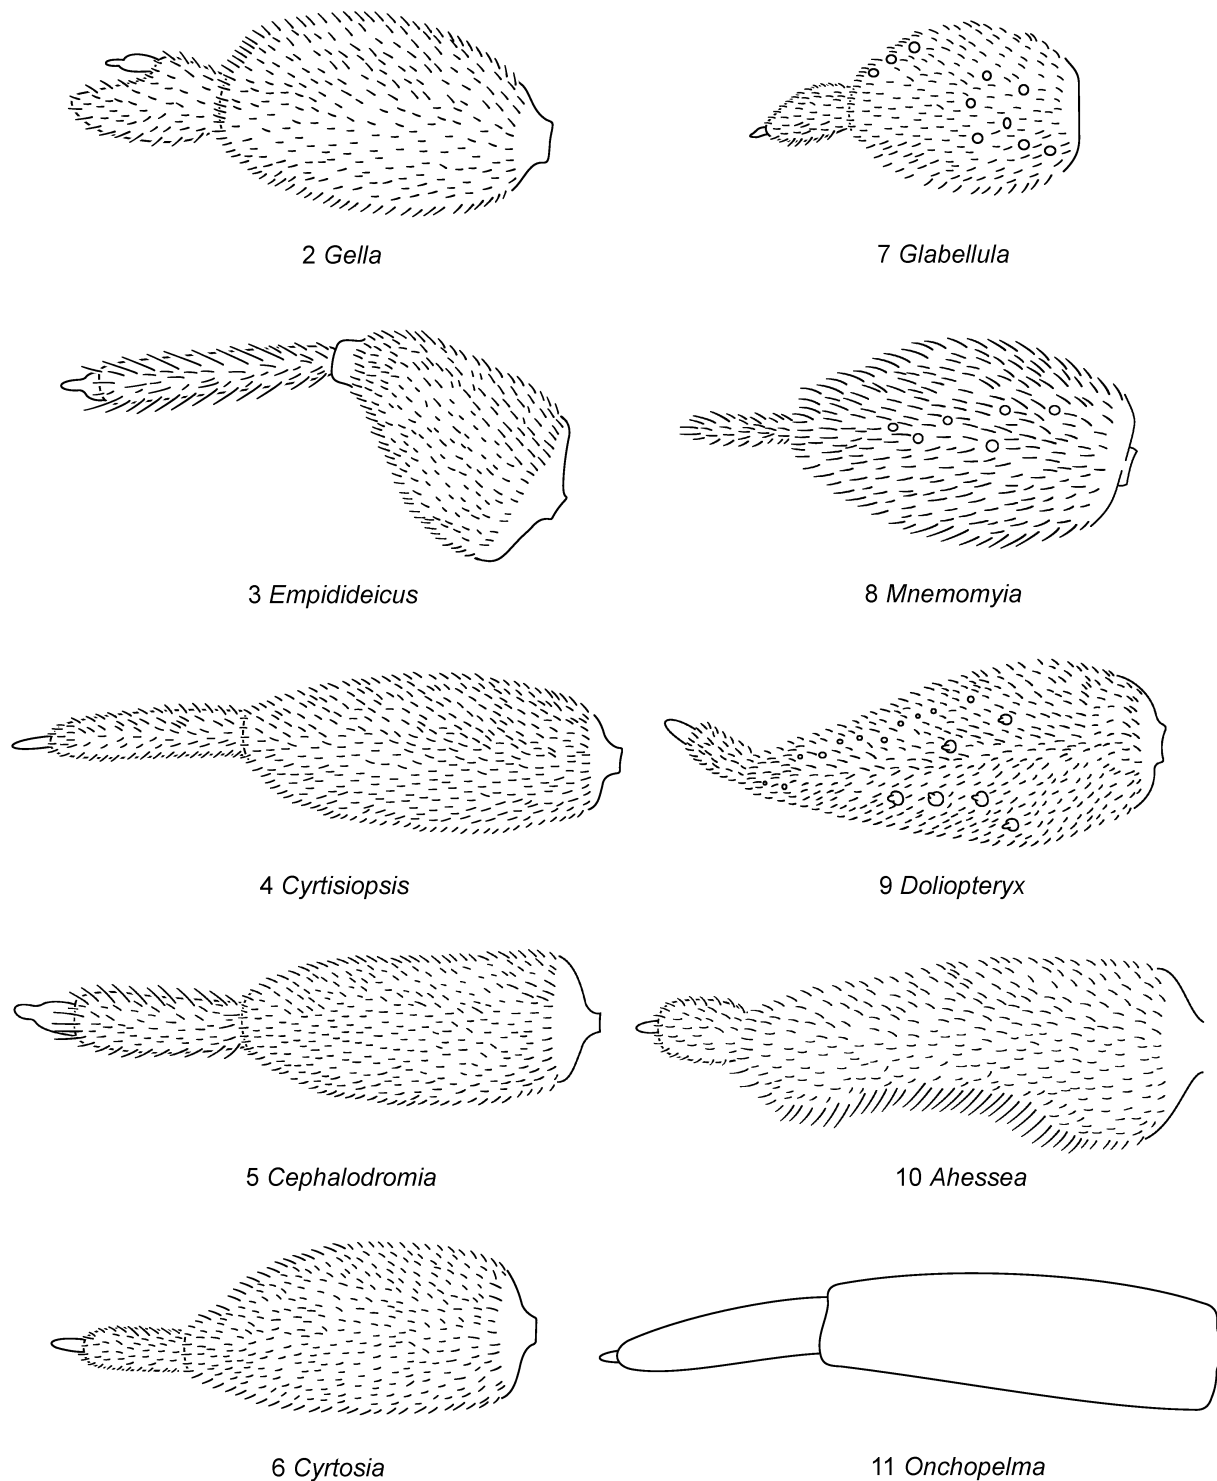 2 Gella
7 Glabellula
3 Empidideicus
8 Mnemomyia
4 Cyrtisiopsis
9 Doliopteryx
5 Cephalodromia
10 Ahessea
6 Cyrtosia
11 Onchopelma